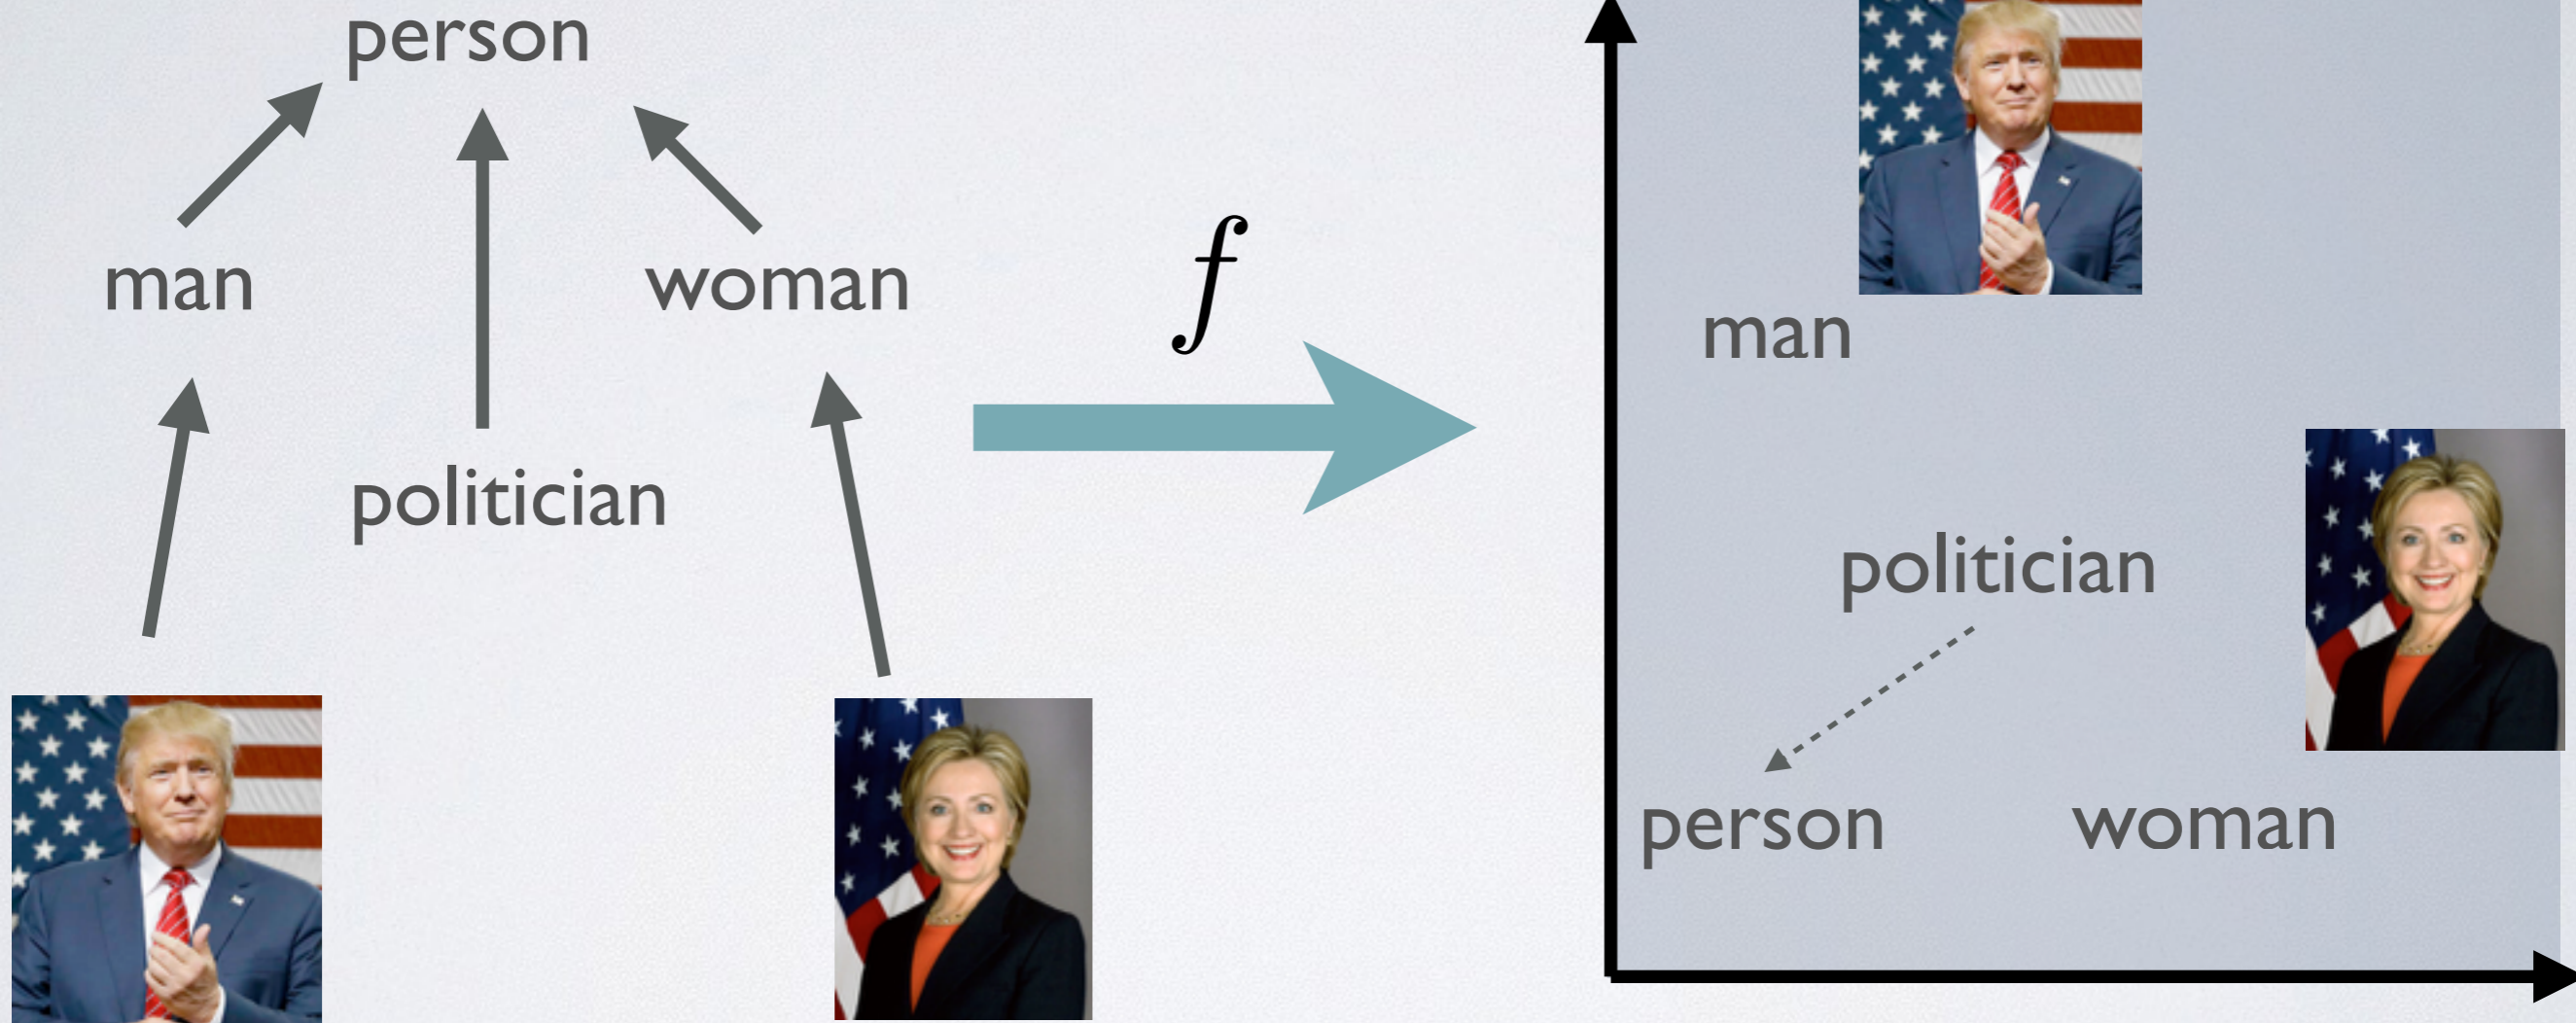 person
man
woman
politician
f
man
politician
person
woman